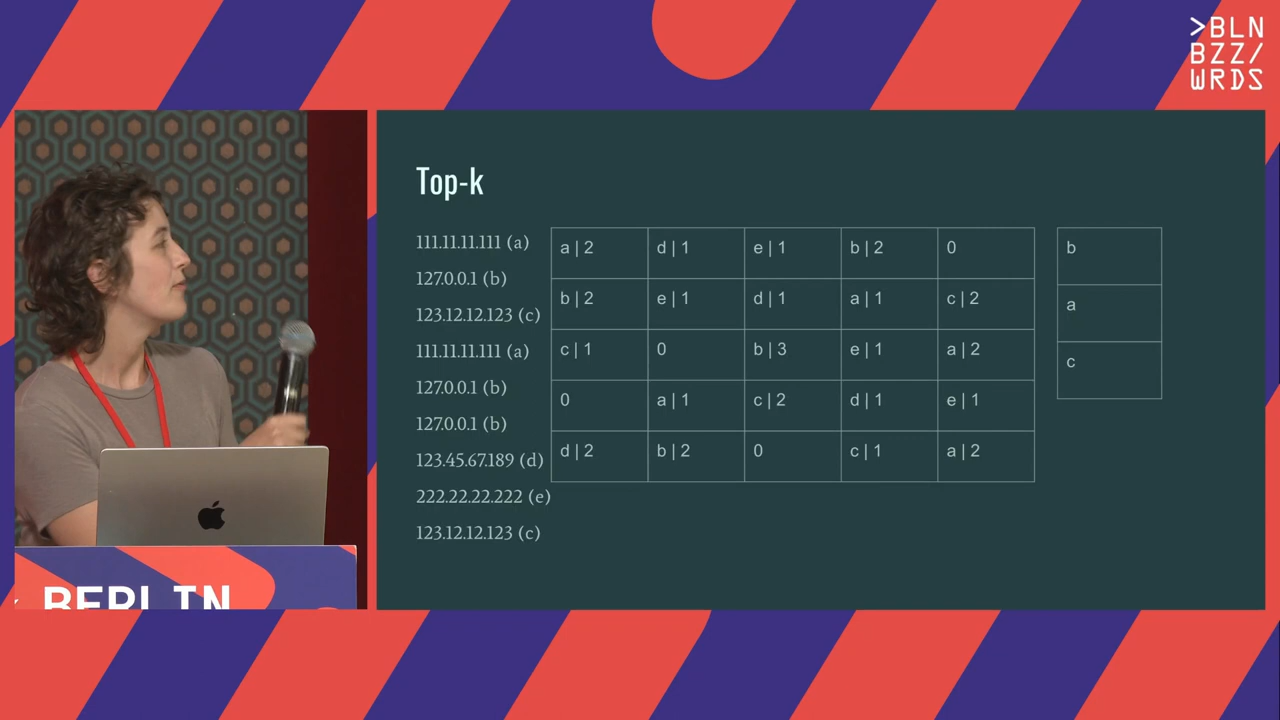 >BLN
BZZ/
WRDS
Top-k
111.11.11.111 (a)
127.0.0.1 (b)
123.12.12.123 (c)
111.11.11.111 (a)
127.0.0.1 (b)
127.0.0.1 (b)
123.45.67.189 (d)
222.22.22.222 (e)
123.12.12.123 (c)
a | 2 d | 1 e | 1 b | 2 0
b | 2 e | 1 d | 1 a | 1 c | 2
c | 1 0 b | 3 e | 1 a | 2
0 a | 1 c | 2 d | 1 e | 1
d | 2 b | 2 0 c | 1 a | 2
b
a
c
BERLIN